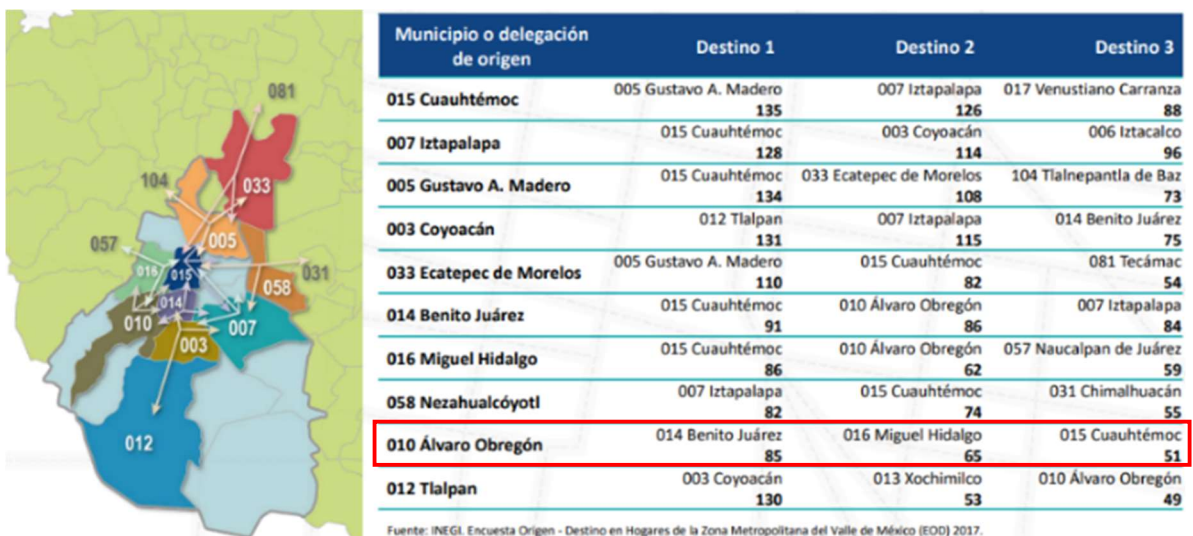 081
104
033
005
057
016
015
031
058
014
010
007
003
012
Municipio o delegación
de origen
Destino 1
Destino 2
Destino 3
015 Cuauhtémoc
005 Gustavo A. Madero
135
007 Iztapalapa
126
017 Venustiano Carranza
88
007 Iztapalapa
015 Cuauhtémoc
128
003 Coyoacán
114
006 Iztacalco
96
005 Gustavo A. Madero
015 Cuauhtémoc
134
033 Ecatepec de Morelos
108
104 Tlalnepantla de Baz
73
003 Coyoacán
012 Tlalpan
131
007 Iztapalapa
115
014 Benito Juárez
75
033 Ecatepec de Morelos
005 Gustavo A. Madero
110
015 Cuauhtémoc
82
081 Tecámac
54
014 Benito Juárez
015 Cuauhtémoc
91
010 Álvaro Obregón
86
007 Iztapalapa
84
016 Miguel Hidalgo
015 Cuauhtémoc
86
010 Álvaro Obregón
62
057 Naucalpan de Juárez
59
058 Nezahualcóyotl
007 Iztapalapa
82
015 Cuauhtémoc
74
031 Chimalhuacán
55
010 Álvaro Obregón
014 Benito Juárez
85
016 Miguel Hidalgo
65
015 Cuauhtémoc
51
012 Tlalpan
003 Coyoacán
130
013 Xochimilco
53
010 Álvaro Obregón
49
Fuente: INEGI. Encuesta Origen - Destino en Hogares de la Zona Metropolitana del Valle de México (EOD) 2017.